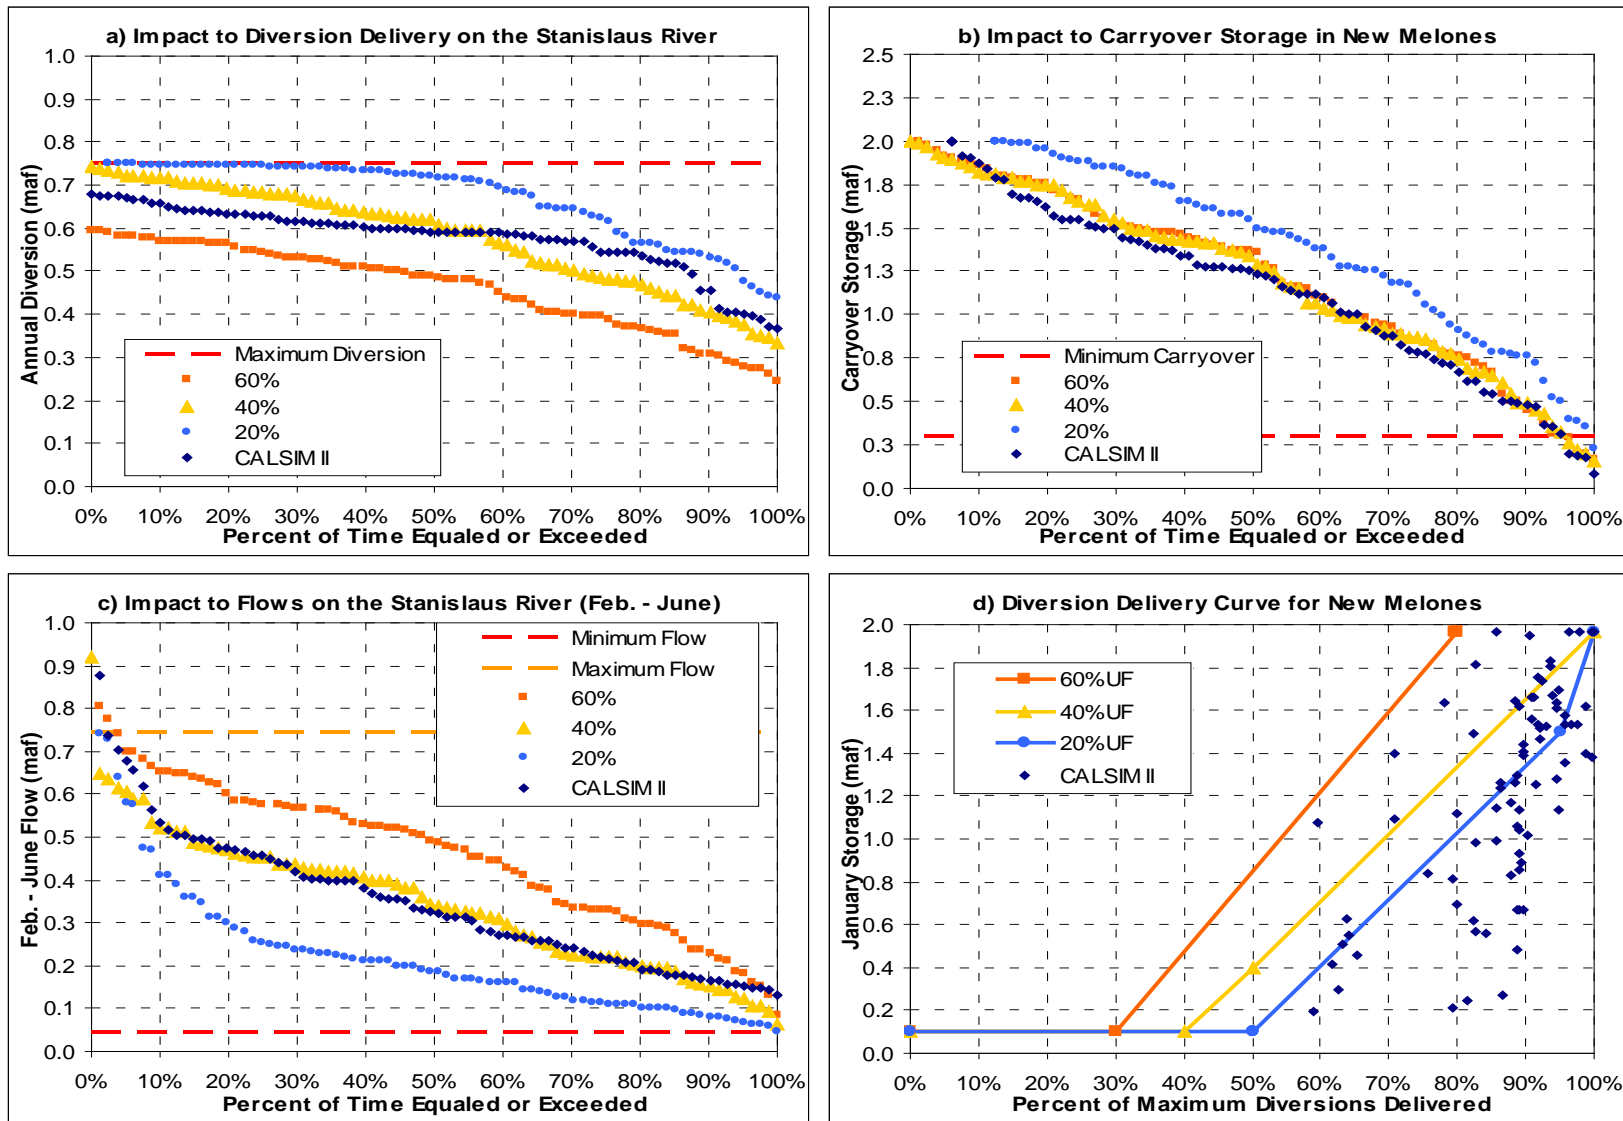 a) Impact to Diversion Delivery on the Stanislaus River
1.0
0.9
0.8
0.7
0.6
0.5
0.4
0.3
0.2
0.1
0.0
Annual Diversion (maf)
Maximum Diversion
60%
40%
20%
CALSIM II
0% 10% 20% 30% 40% 50% 60% 70% 80% 90% 100%
Percent of Time Equaled or Exceeded
b) Impact to Carryover Storage in New Melones
2.5
2.3
2.0
1.8
1.5
1.3
1.0
0.8
0.5
0.3
0.0
Carryover Storage (maf)
Minimum Carryover
60%
40%
20%
CALSIM II
0% 10% 20% 30% 40% 50% 60% 70% 80% 90% 100%
Percent of Time Equaled or Exceeded
c) Impact to Flows on the Stanislaus River (Feb. - June)
1.0
0.9
0.8
0.7
0.6
0.5
0.4
0.3
0.2
0.1
0.0
Feb. - June Flow (maf)
Minimum Flow
Maximum Flow
60%
40%
20%
CALSIM II
0% 10% 20% 30% 40% 50% 60% 70% 80% 90% 100%
Percent of Time Equaled or Exceeded
d) Diversion Delivery Curve for New Melones
2.0
1.8
1.6
1.4
1.2
1.0
0.8
0.6
0.4
0.2
0.0
January Storage (maf)
60%UF
40%UF
20%UF
CALSIM II
0% 10% 20% 30% 40% 50% 60% 70% 80% 90% 100%
Percent of Maximum Diversions Delivered